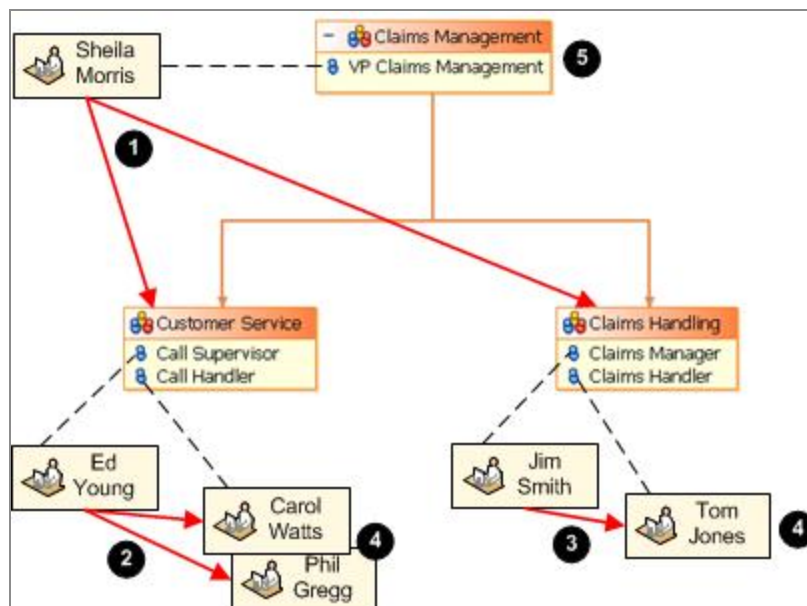 Sheila
Morris
Claims Management
VP Claims Management
5
1
Customer Service
Call Supervisor
Call Handler
Claims Handling
Claims Manager
Claims Handler
Ed
Young
Carol
Watts
Phil
Gregg
2
4
Jim
Smith
Tom
Jones
3
4